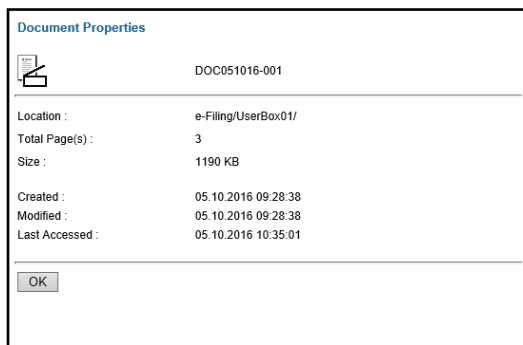 Document Properties
DOC051016-001
Location : e-Filing/UserBox01/
Total Page(s) : 3
Size : 1190 KB
Created : 05.10.2016 09:28:38
Modified : 05.10.2016 09:28:38
Last Accessed : 05.10.2016 10:35:01
OK